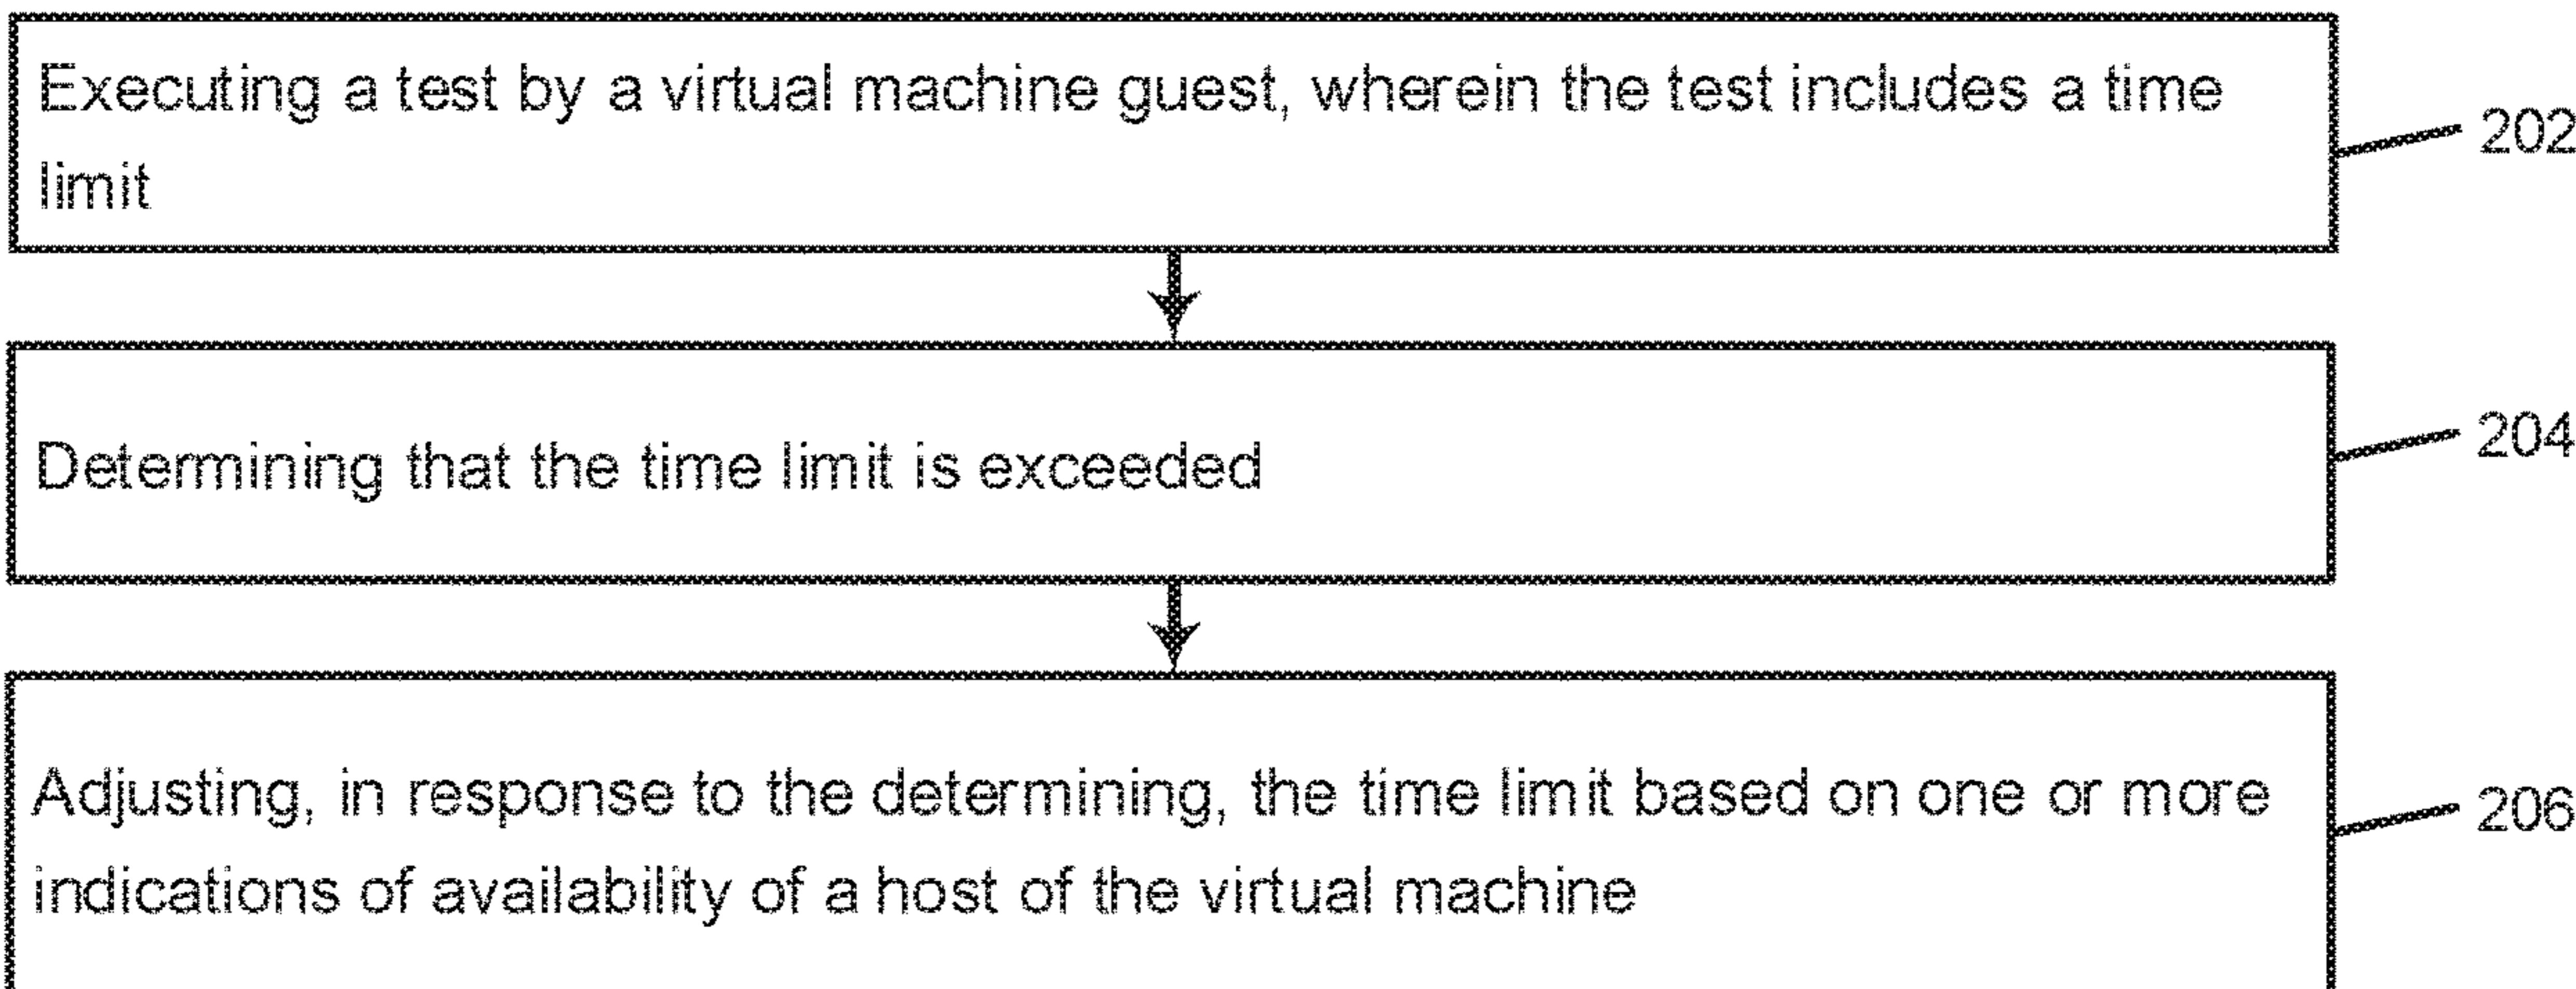 Executing a test by a virtual machine guest, wherein the test includes a time
limit
202
Determining that the time limit is exceeded
204
Adjusting, in response to the determining, the time limit based on one or more
indications of availability of a host of the virtual machine
206